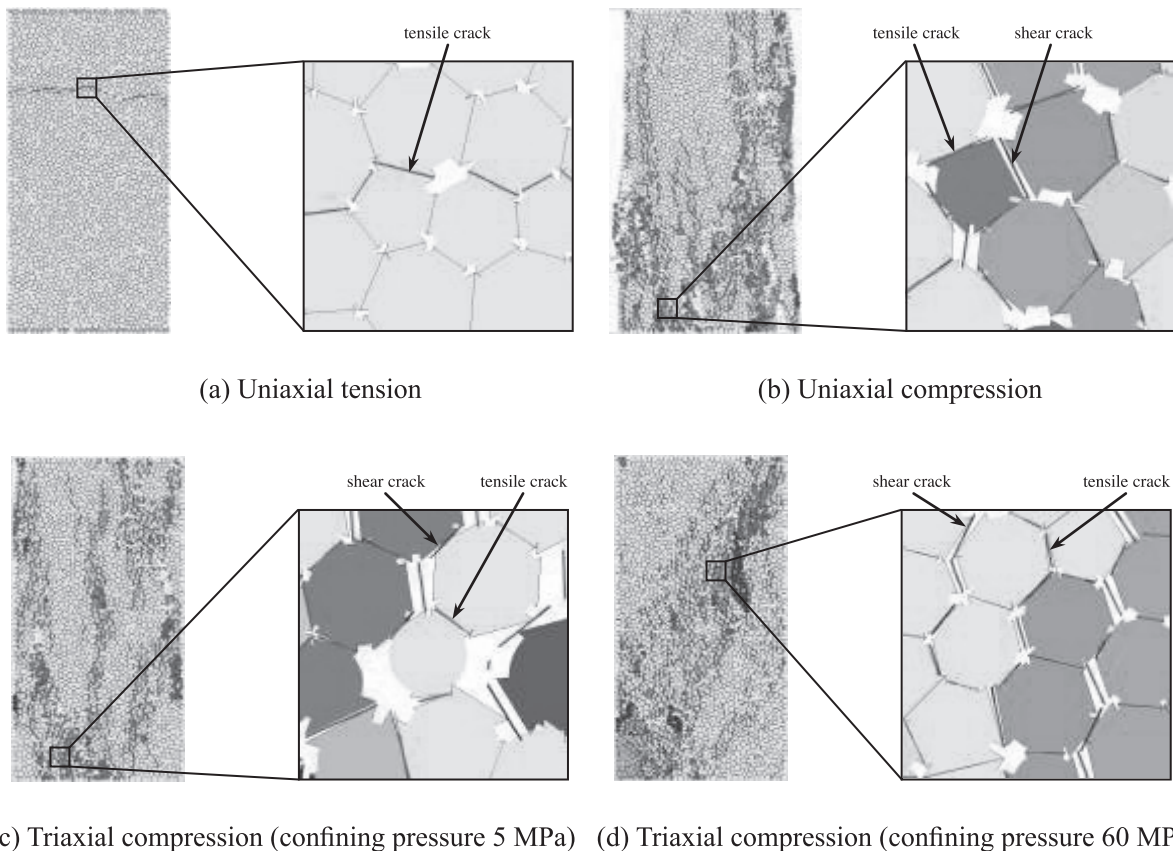 tensile crack
tensile crack shear crack
(a) Uniaxial tension
(b) Uniaxial compression
shear crack tensile crack
shear crack tensile crack
c) Triaxial compression (confining pressure 5 MPa)
(d) Triaxial compression (confining pressure 60 MP